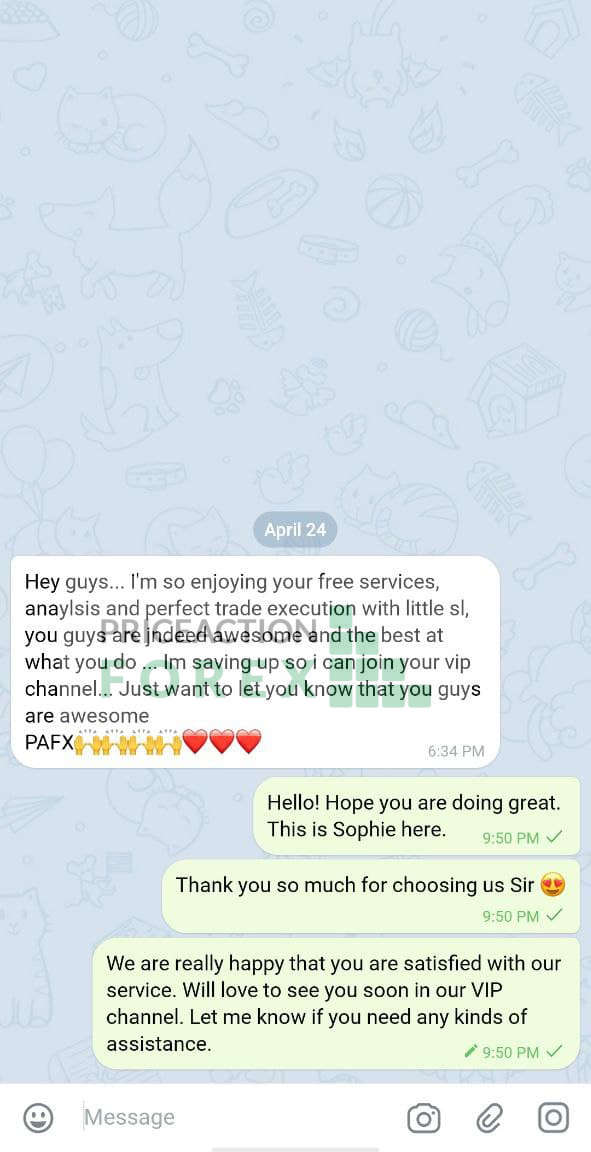 April 24
Hey guys... I'm so enjoying your free services,
anaylsis and perfect trade execution with little sl,
you guys are indeed awesome and the best at
what you do ... Im saving up so i can join your vip
channel... Just want to let you know that you guys
are awesome
PAFX🙌🙌🙌🙌❤️❤️❤️
6:34 PM
PRICEACTION
FOREX
Hello! Hope you are doing great.
This is Sophie here.
9:50 PM
Thank you so much for choosing us Sir 😍
9:50 PM
We are really happy that you are satisfied with our
service. Will love to see you soon in our VIP
channel. Let me know if you need any kinds of
assistance.
9:50 PM
Message